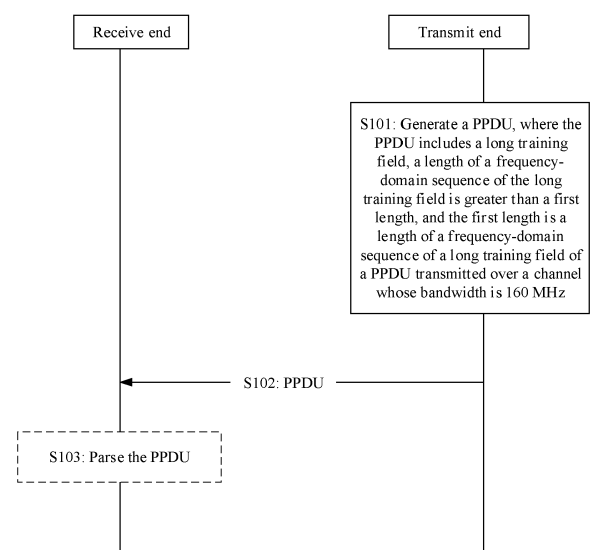 Receive end
Transmit end
S101: Generate a PPDU, where the
PPDU includes a long training
field, a length of a frequency-
domain sequence of the long
training field is greater than a first
length, and the first length is a
length of a frequency-domain
sequence of a long training field of
a PPDU transmitted over a channel
whose bandwidth is 160 MHz
S102: PPDU
S103: Parse the PPDU